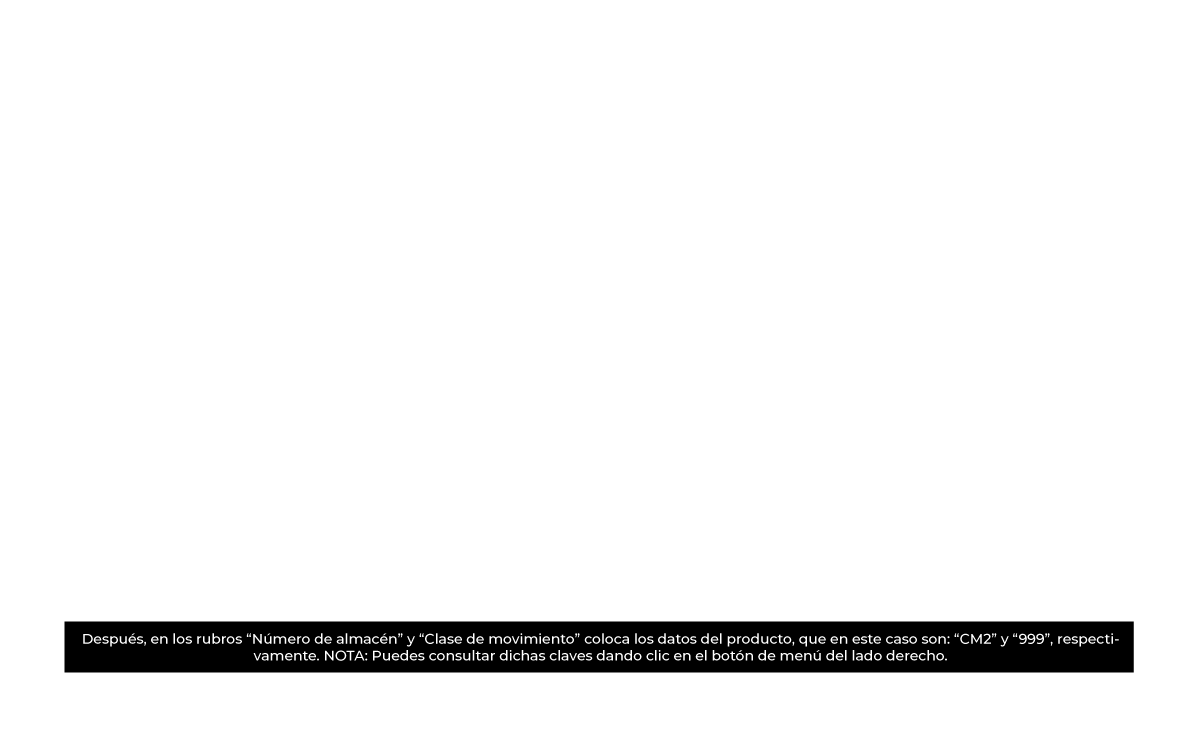 Después, en los rubros “Número de almacén” y “Clase de movimiento” coloca los datos del producto, que en este caso son: “CM2” y “999”, respecti-
vamente. NOTA: Puedes consultar dichas claves dando clic en el botón de menú del lado derecho.